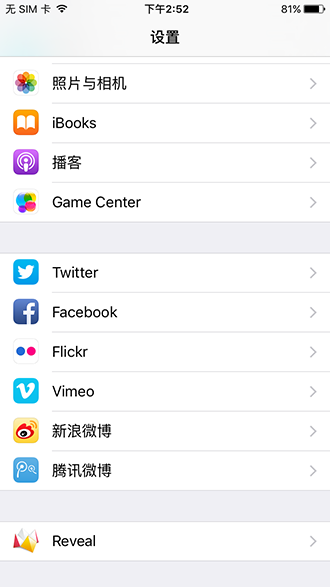 无 SIM 卡 下午2:52 81%
设置
照片与相机
iBooks
播客
Game Center
Twitter
Facebook
Flickr
Vimeo
新浪微博
腾讯微博
Reveal